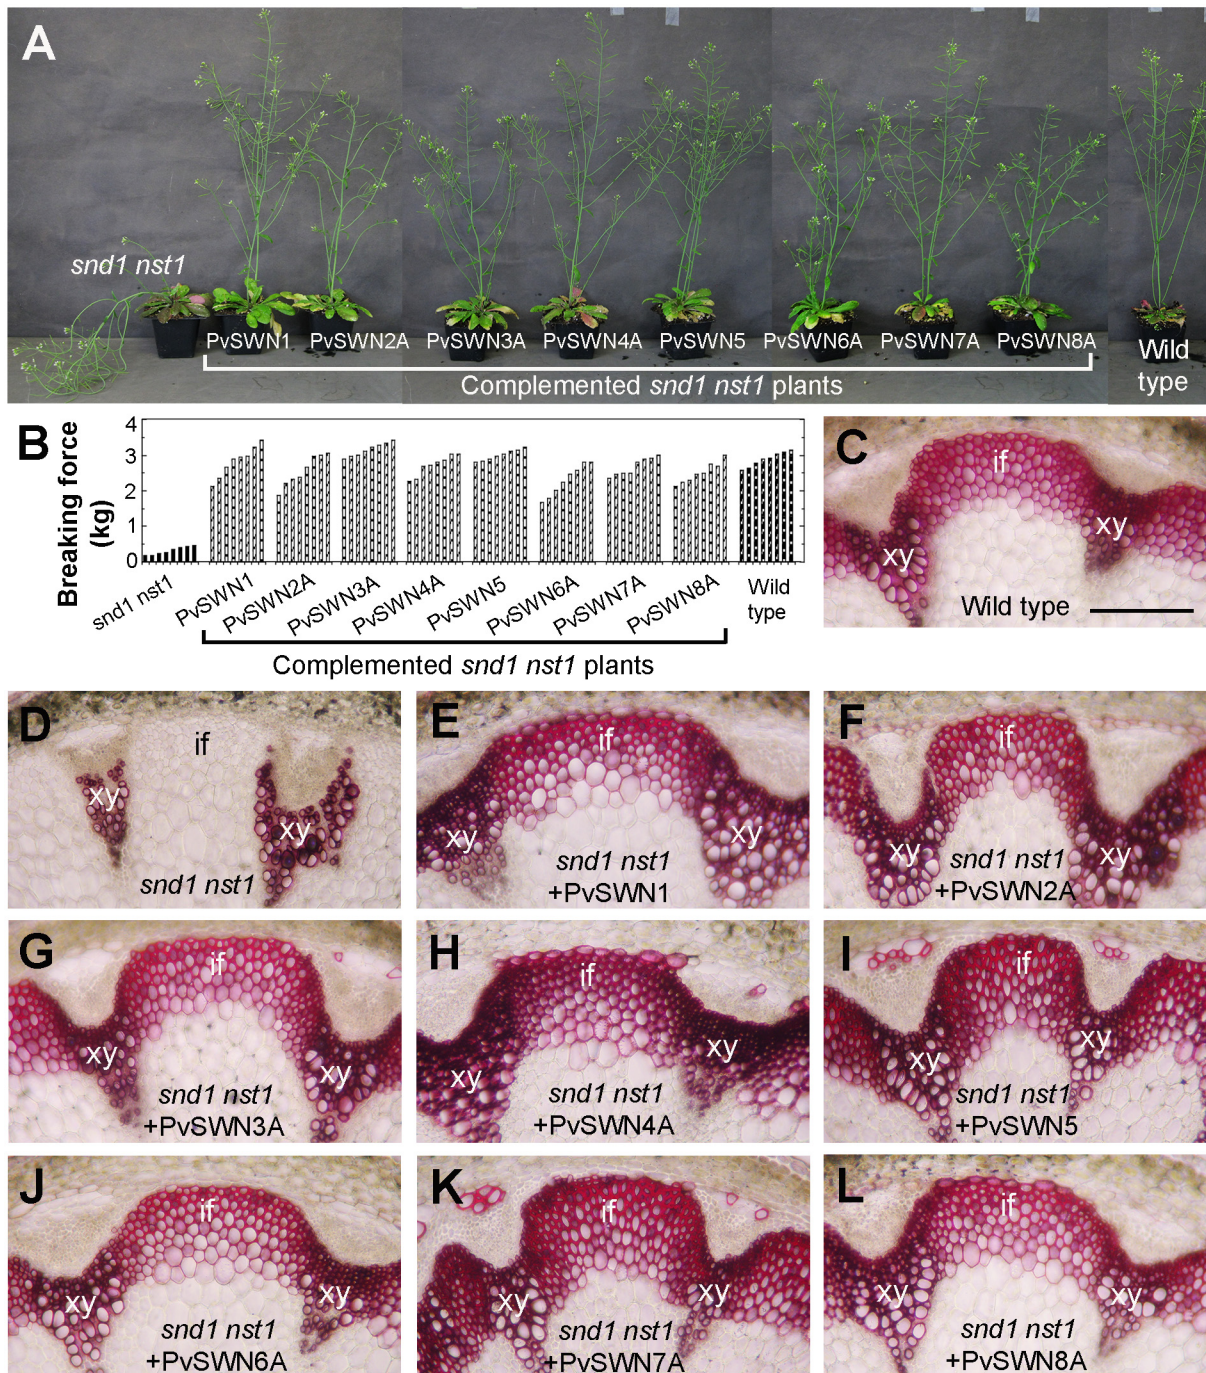 A
snd1 nst1
PvSWN1 PvSWN2A PvSWN3A PvSWN4A PvSWN5 PvSWN6A PvSWN7A PvSWN8A
Wild
type
Complemented snd1 nst1 plants
B
Breaking force
(kg)
4
3
2
1
0
snd1 nst1
PvSWN1
PvSWN2A
PvSWN3A
PvSWN4A
PvSWN5
PvSWN6A
PvSWN7A
PvSWN8A
Wild
type
Complemented snd1 nst1 plants
C
if
xy
xy
Wild type
D
if
xy
xy
snd1 nst1
E
if
xy
xy
snd1 nst1
+PvSWN1
F
if
xy
xy
snd1 nst1
+PvSWN2A
G
if
xy
xy
snd1 nst1
+PvSWN3A
H
if
xy
xy
snd1 nst1
+PvSWN4A
I
if
xy
xy
snd1 nst1
+PvSWN5
J
if
xy
xy
snd1 nst1
+PvSWN6A
K
if
xy
xy
snd1 nst1
+PvSWN7A
L
if
xy
xy
snd1 nst1
+PvSWN8A